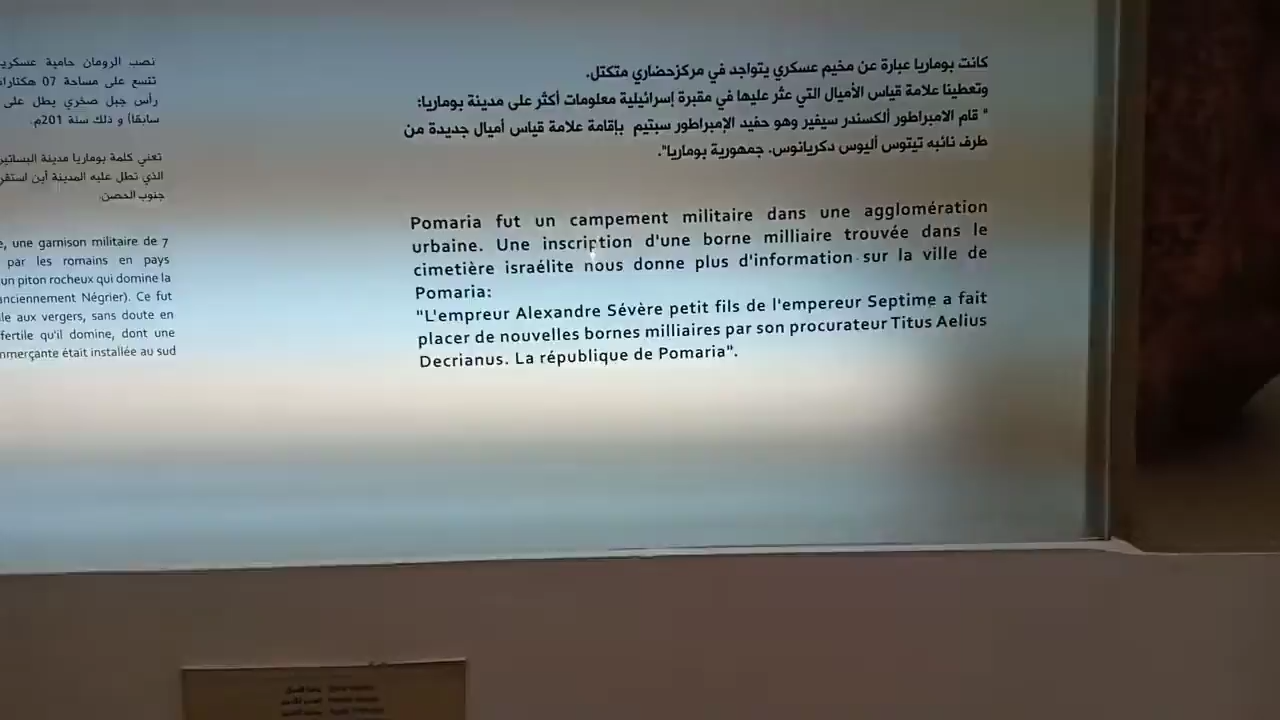 نصب الرومان حامية عسكرية
تتسع على مساحة 07 هكتارات
رأس جبل صخري يطل على
سابقا) و ذلك سنة 201م.
تعني كلمة بوماريا مدينة البساتين
الذي تطل عليه المدينة أين استقر
جنوب الحصن.
e, une garnison militaire de 7
par les romains en pays
un piton rocheux qui domine la
anciennement Négrier). Ce fut
le aux vergers, sans doute en
fertile qu'il domine, dont une
mmerçante était installée au sud
كانت بوماريا عبارة عن مخيم عسكري يتواجد في مركزحضاري متكتل.
وتعطينا علامة قياس الأميال التي عثر عليها في مقبرة إسرائيلية معلومات أكثر على مدينة بوماريا:
" قام الامبراطور ألكسندر سيفير وهو حفيد الإمبراطور سبتيم بإقامة علامة قياس أميال جديدة من
طرف نائبه تيتوس أليوس دكريانوس. جمهورية بوماريا".
Pomaria fut un campement militaire dans une agglomération
urbaine. Une inscription d'une borne milliaire trouvée dans le
cimetière israélite nous donne plus d'information sur la ville de
Pomaria:
"L'empreur Alexandre Sévère petit fils de l'empereur Septime a fait
placer de nouvelles bornes milliaires par son procurateur Titus Aelius
Decrianus. La république de Pomaria".